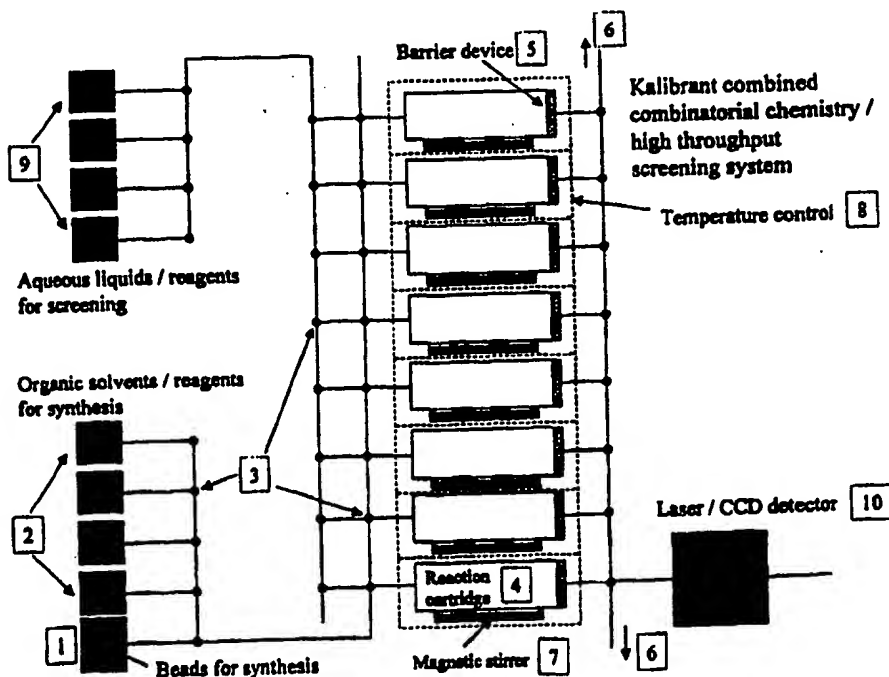 6
Barrier device 5
Kalibrant combined
combinatorial chemistry /
high throughput
screening system
9
Temperature control 8
Aqueous liquids / reagents
for screening
Organic solvents / reagents
for synthesis
3
2
Laser / CCD detector 10
Reaction
cartridge 4
1
Beads for synthesis
Magnetic stirrer 7
6